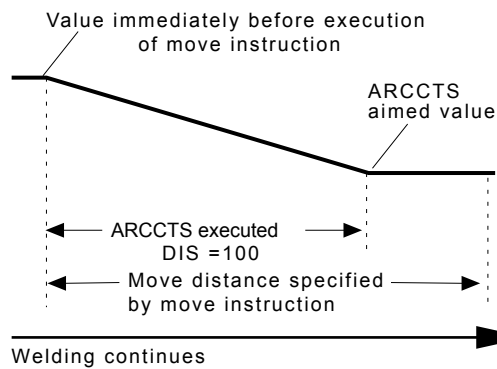 Value immediately before execution
of move instruction
ARCCTS
aimed value
ARCCTS executed
DIS =100
Move distance specified
by move instruction
Welding continues